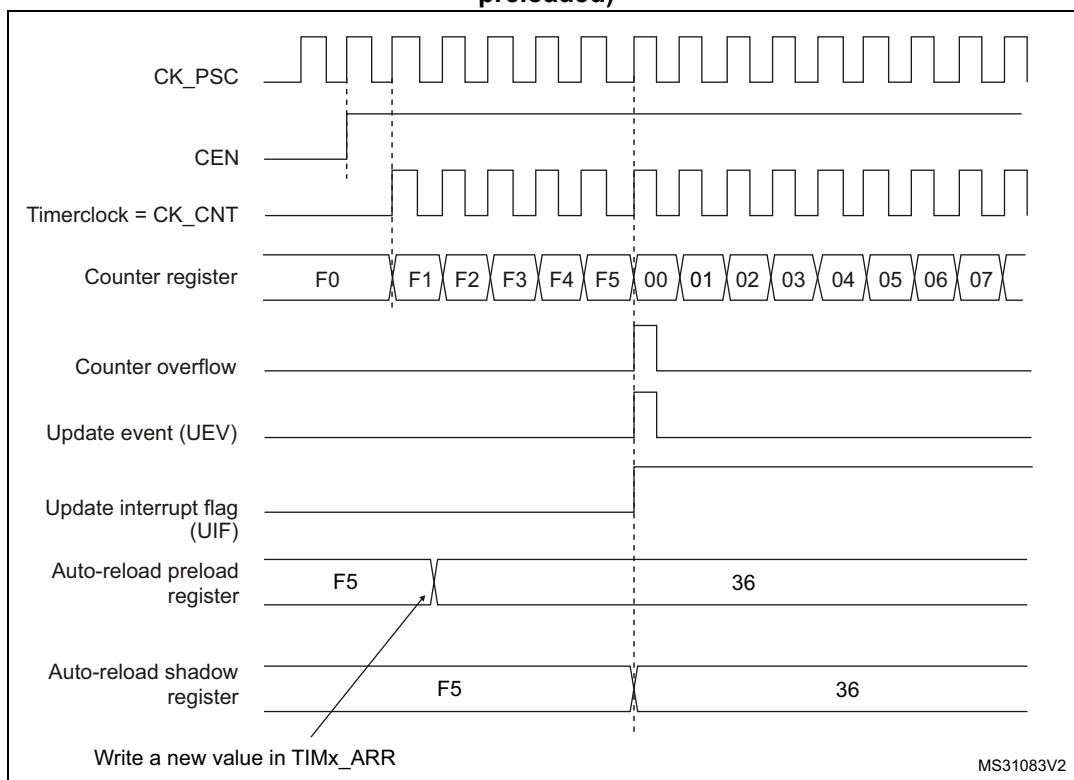 preloaded)
CK_PSC
CEN
Timerclock = CK_CNT
Counter register
F0
F1
F2
F3
F4
F5
00
01
02
03
04
05
06
07
Counter overflow
Update event (UEV)
Update interrupt flag
(UIF)
Auto-reload preload
register
F5
36
Auto-reload shadow
register
F5
36
Write a new value in TIMx_ARR
MS31083V2